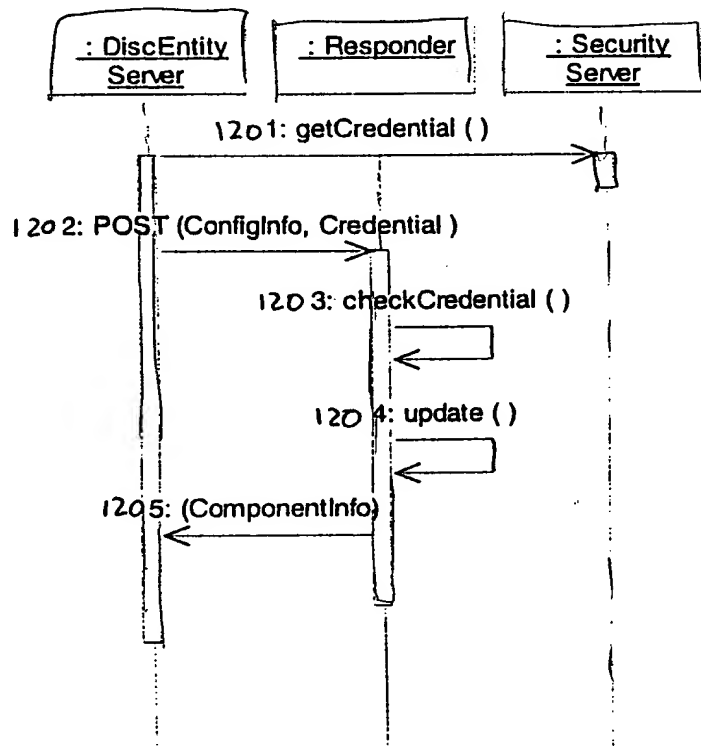 : DiscEntity
Server
: Responder
: Security
Server
1201: getCredential ( )
1202: POST (ConfigInfo, Credential )
1203: checkCredential ( )
1204: update ( )
1205: (ComponentInfo)